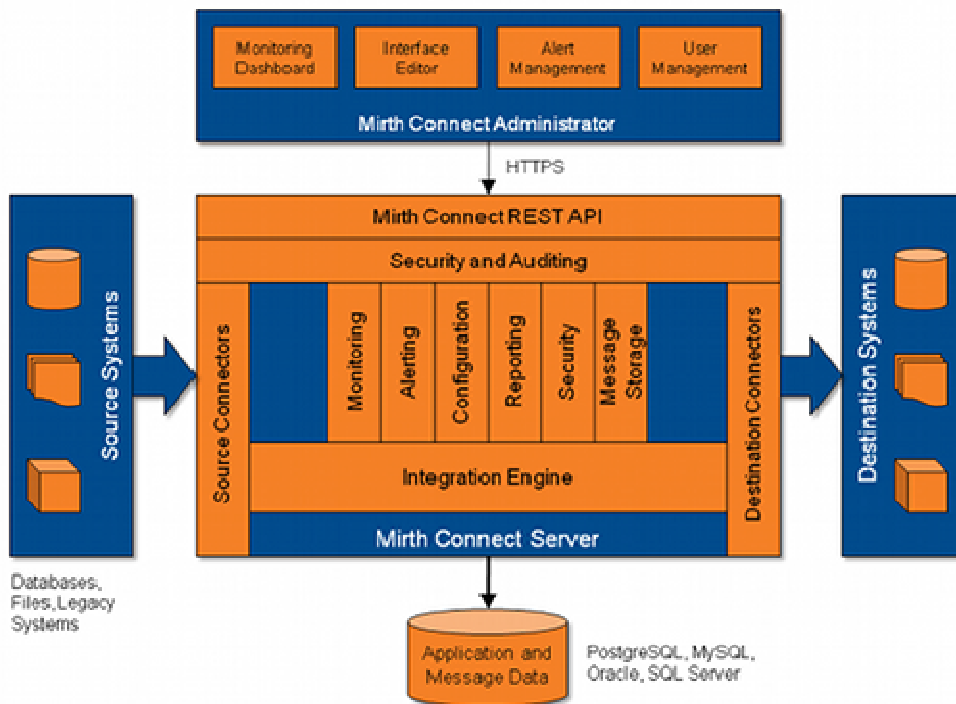 Monitoring
Dashboard
Interface
Editor
Alert
Management
User
Management
Mirth Connect Administrator
HTTPS
Mirth Connect REST API
Security and Auditing
Source Systems
Source Connectors
Monitoring
Alerting
Configuration
Reporting
Security
Message
Storage
Destination Connectors
Destination Systems
Integration Engine
Mirth Connect Server
Databases,
Files, Legacy
Systems
Application and
Message Data
PostgreSQL, MySQL,
Oracle, SQL Server